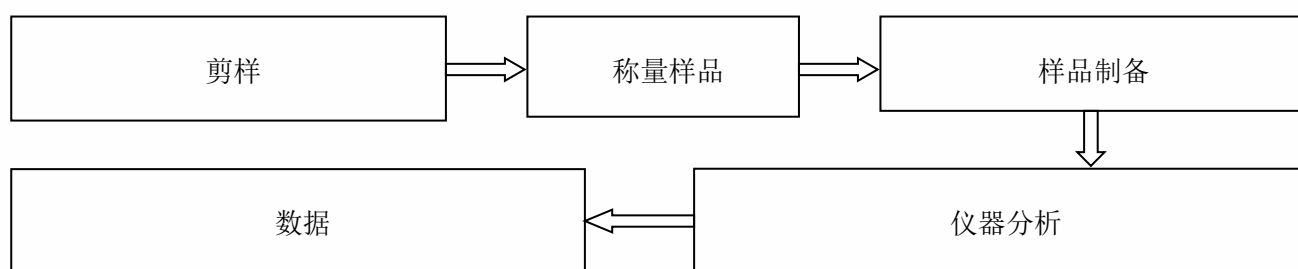 剪样
称量样品
样品制备
仪器分析
数据